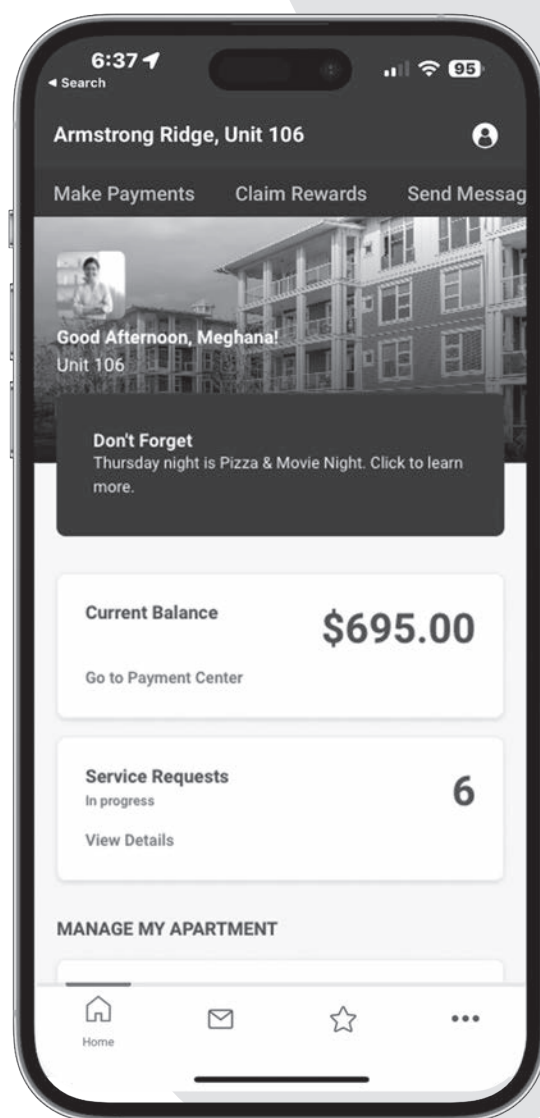 6:37
95
Search
Armstrong Ridge, Unit 106
Make Payments Claim Rewards Send Messag
Good Afternoon, Meghana!
Unit 106
Don't Forget
Thursday night is Pizza & Movie Night. Click to learn
more.
Current Balance
$695.00
Go to Payment Center
Service Requests
6
In progress
View Details
MANAGE MY APARTMENT
Home